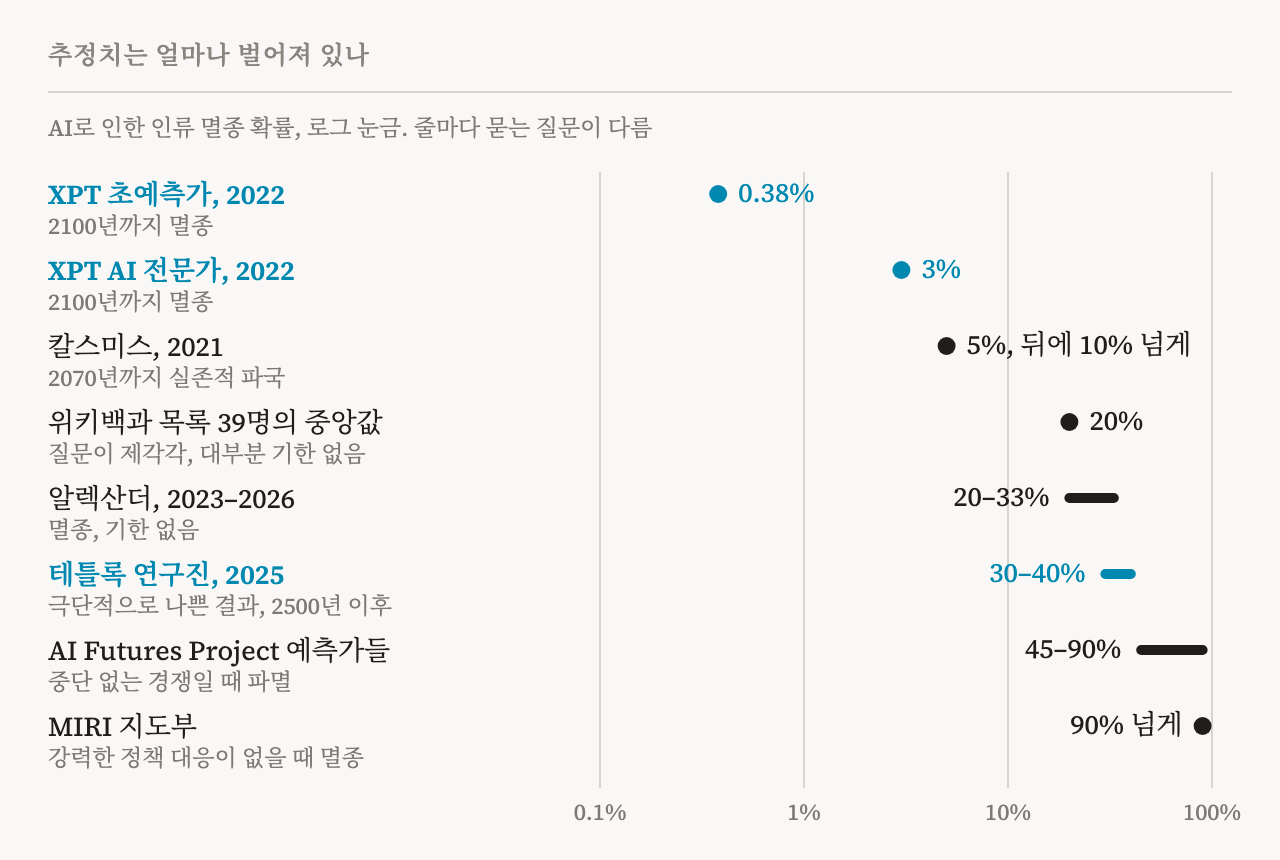 추정치는 얼마나 벌어져 있나
AI로 인한 인류 멸종 확률, 로그 눈금. 줄마다 묻는 질문이 다름
XPT 초예측가, 2022
0.38%
2100년까지 멸종
XPT AI 전문가, 2022
3%
2100년까지 멸종
칼스미스, 2021
5%, 뒤에 10% 넘게
2070년까지 실존적 파국
위키백과 목록 39명의 중앙값
20%
질문이 제각각, 대부분 기한 없음
알렉산더, 2023–2026
20–33%
멸종, 기한 없음
테틀록 연구진, 2025
30–40%
극단적으로 나쁜 결과, 2500년 이후
AI Futures Project 예측가들
45–90%
중단 없는 경쟁일 때 파멸
MIRI 지도부
90% 넘게
강력한 정책 대응이 없을 때 멸종
0.1%
1%
10%
100%